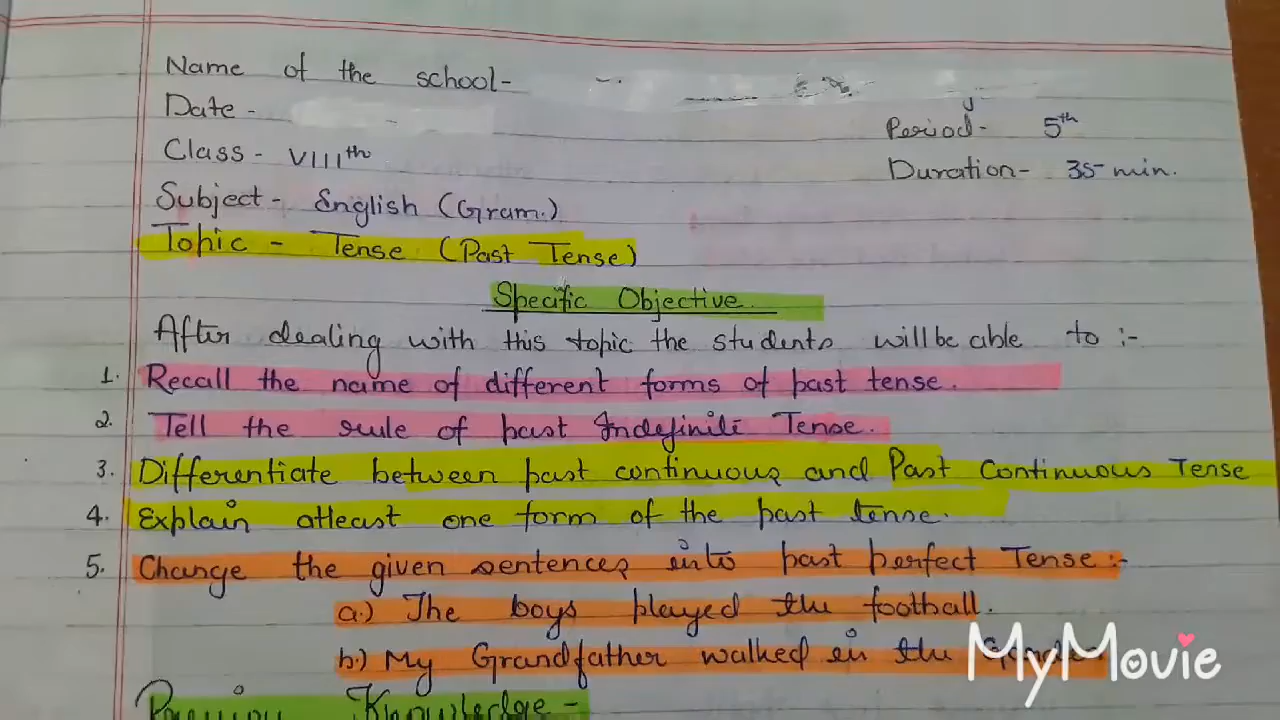 Name of the school-
Date -
Period- 5th
Class - VIIIth
Duration- 35 min.
Subject - English (Gram.)
Topic - Tense (Past Tense)
Specific Objective
After dealing with this topic the students will be able to :-
1. Recall the name of different forms of past tense.
2. Tell the rule of past Indefinite Tense.
3. Differentiate between past continuous and Past Continuous Tense
4. Explain atleast one form of the past tense.
5. Change the given sentences into past perfect Tense :-
a.) The boys played the football.
b.) My Grandfather walked in the
Knowledge -
MyMovie